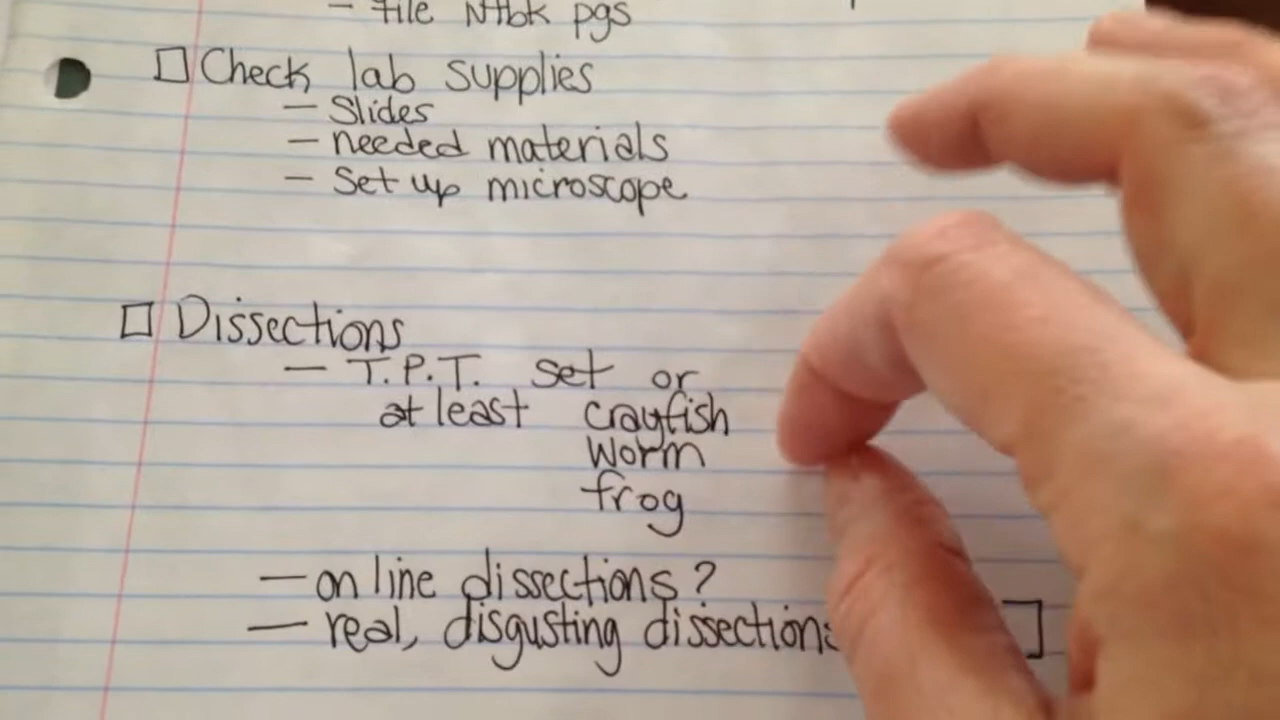 - file Ntbk pgs
□ Check lab supplies
- Slides
- needed materials
- Set up microscope
□ Dissections
- T.P.T. set or
at least crayfish
worm
frog
- on line dissections?
- real, disgusting dissections ]